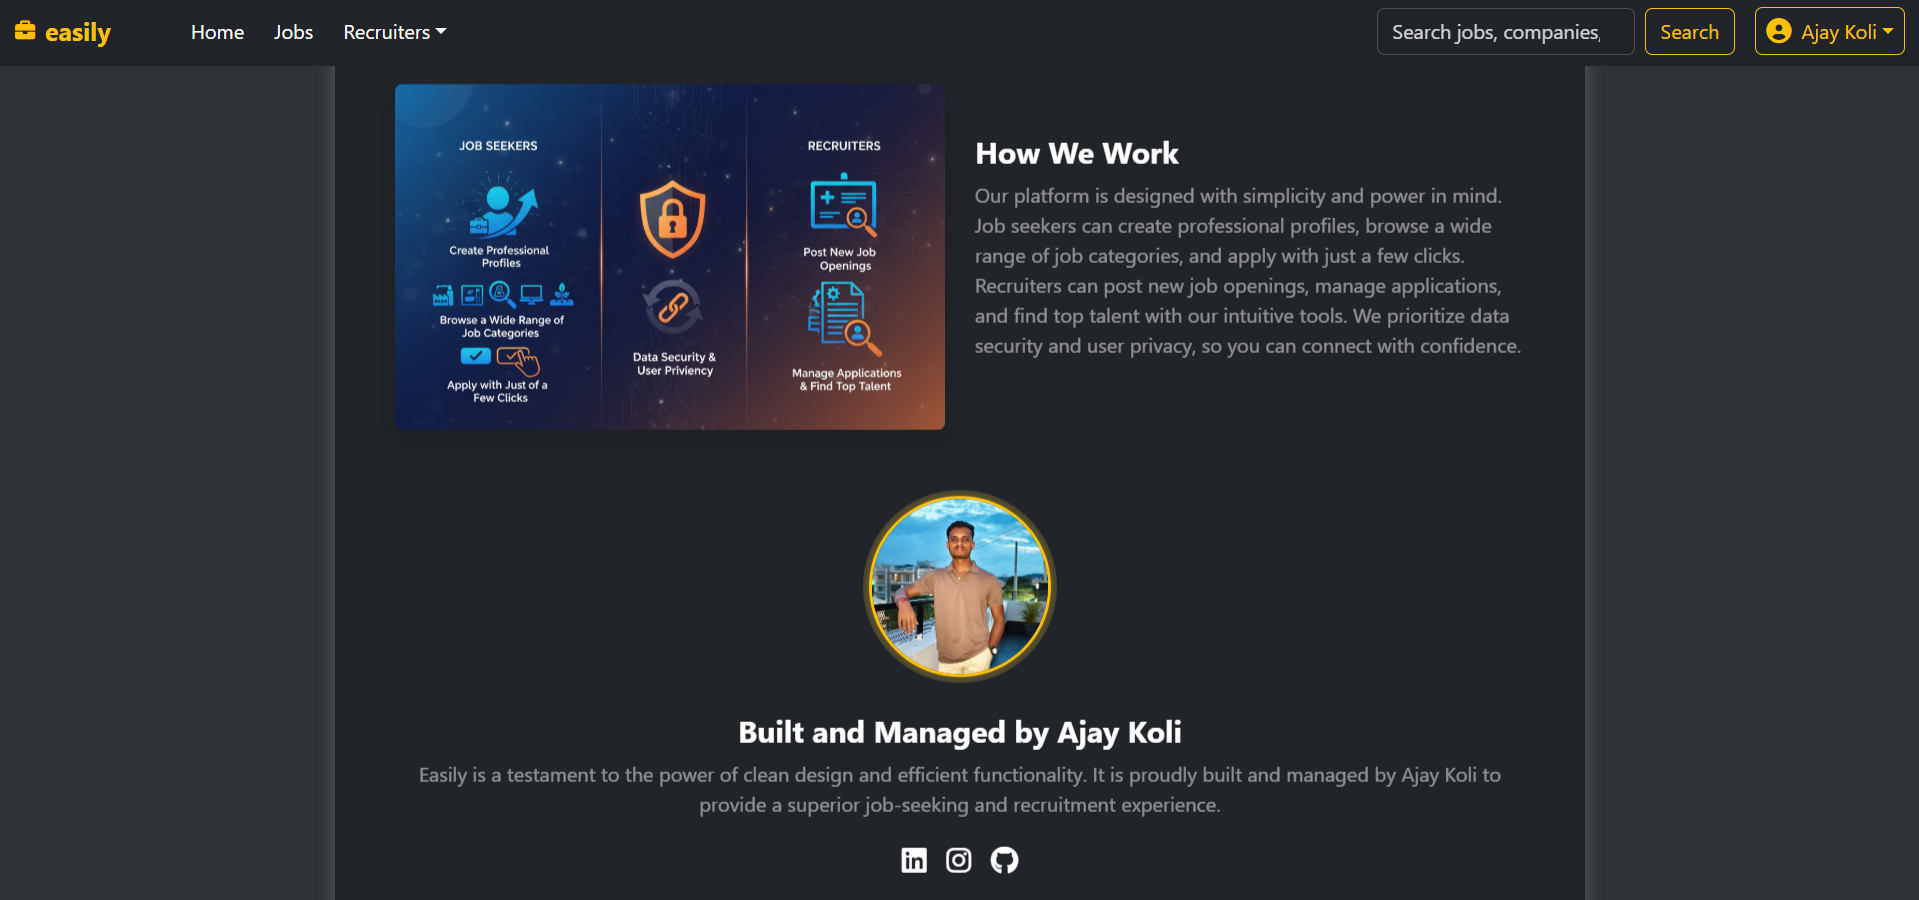 easily
Home
Jobs
Recruiters
Search jobs, companies,
Search
Ajay Koli
JOB SEEKERS
Create Professional
Profiles
Browse a Wide Range of
Job Categories
Apply with Just of a
Few Clicks
Data Security &
User Priviency
RECRUITERS
Post New Job
Openings
Manage Applications
& Find Top Talent
How We Work
Our platform is designed with simplicity and power in mind.
Job seekers can create professional profiles, browse a wide
range of job categories, and apply with just a few clicks.
Recruiters can post new job openings, manage applications,
and find top talent with our intuitive tools. We prioritize data
security and user privacy, so you can connect with confidence.
Built and Managed by Ajay Koli
Easily is a testament to the power of clean design and efficient functionality. It is proudly built and managed by Ajay Koli to
provide a superior job-seeking and recruitment experience.
in